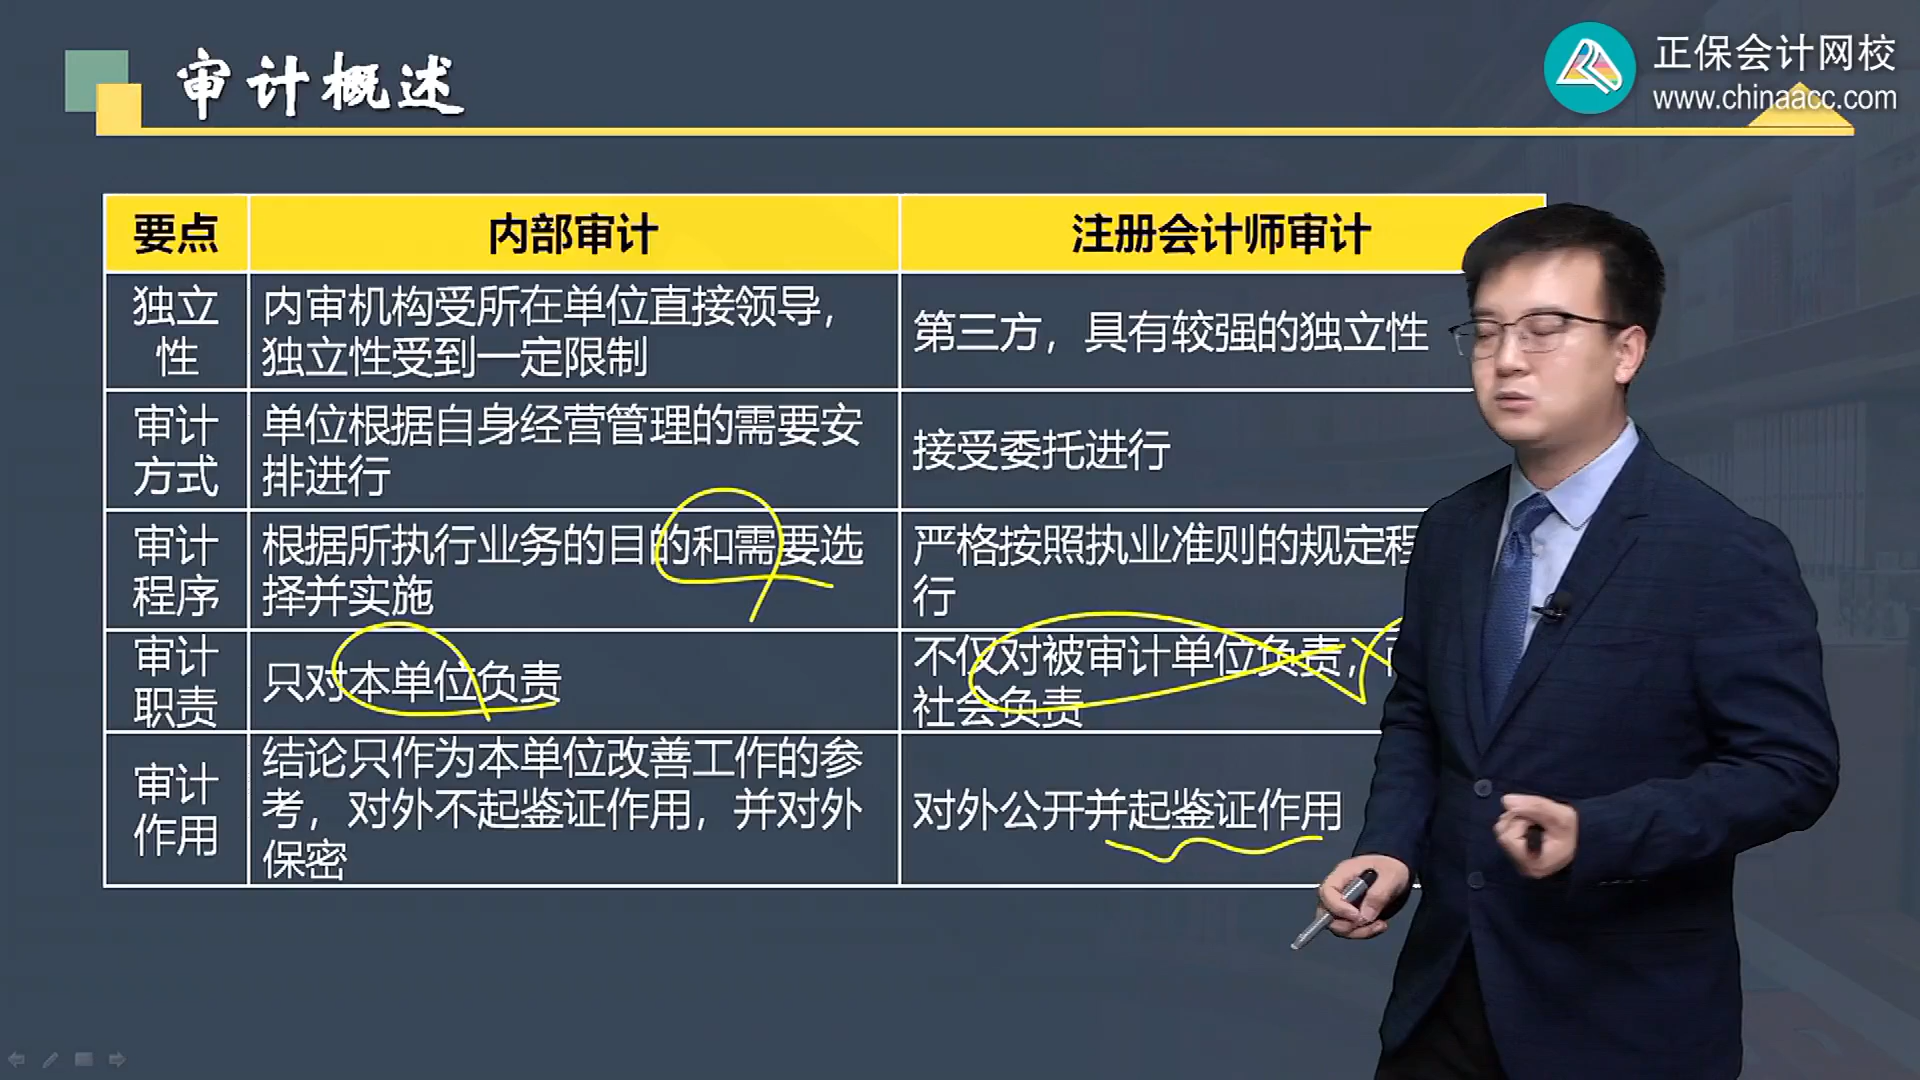 审计概述
正保会计网校
www.chinaacc.com
要点
内部审计
注册会计师审计
独立
性
内审机构受所在单位直接领导，
独立性受到一定限制
第三方，具有较强的独立性
审计
方式
单位根据自身经营管理的需要安
排进行
接受委托进行
审计
程序
根据所执行业务的目的和需要选
择并实施
严格按照执业准则的规定程
行
审计
职责
只对本单位负责
不仅对被审计单位负责，
社会负责
审计
作用
结论只作为本单位改善工作的参
考，对外不起鉴证作用，并对外
保密
对外公开并起鉴证作用